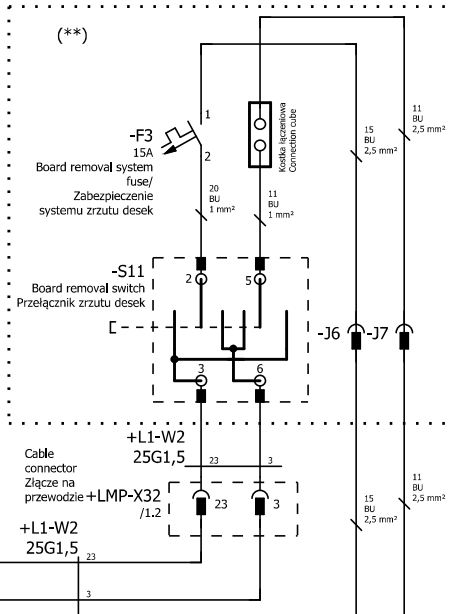 (**)
1
-F3
15A
2
Board removal system
fuse/
Zabezpieczenie
systemu zrzutu desek
Kostka łączeniowa
Connection cube
15
BU
2,5 mm²
11
BU
2,5 mm²
20
BU
1 mm²
11
BU
1 mm²
-S11
Board removal switch
Przełącznik zrzutu desek
2
5
3
6
-J6
-J7
+L1-W2
25G1,5
23
3
Cable
connector
Złącze na
przewodzie
+LMP-X32
/1.2
23
3
15
BU
2,5 mm²
11
BU
2,5 mm²
+L1-W2
25G1,5
23
3